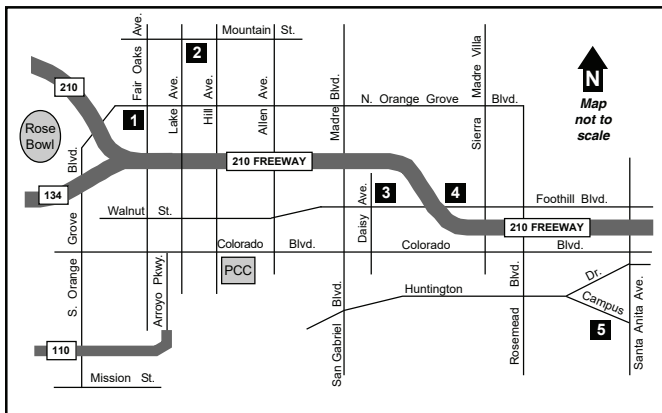 Mountain St.
Fair Oaks Ave.
2
N
Map
not to
scale
210
Lake Ave.
Hill Ave.
Allen Ave.
Madre Blvd.
Sierra Madre Villa
N. Orange Grove Blvd.
1
Rose
Bowl
210 FREEWAY
134
3
4
Foothill Blvd.
Walnut St.
Daisy Ave.
210 FREEWAY
Colorado Blvd.
Colorado Blvd.
PCC
S. Orange Grove Blvd.
Arroyo Pkwy.
San Gabriel Blvd.
Huntington Dr.
Rosemead Blvd.
Campus
5
Santa Anita Ave.
110
Mission St.